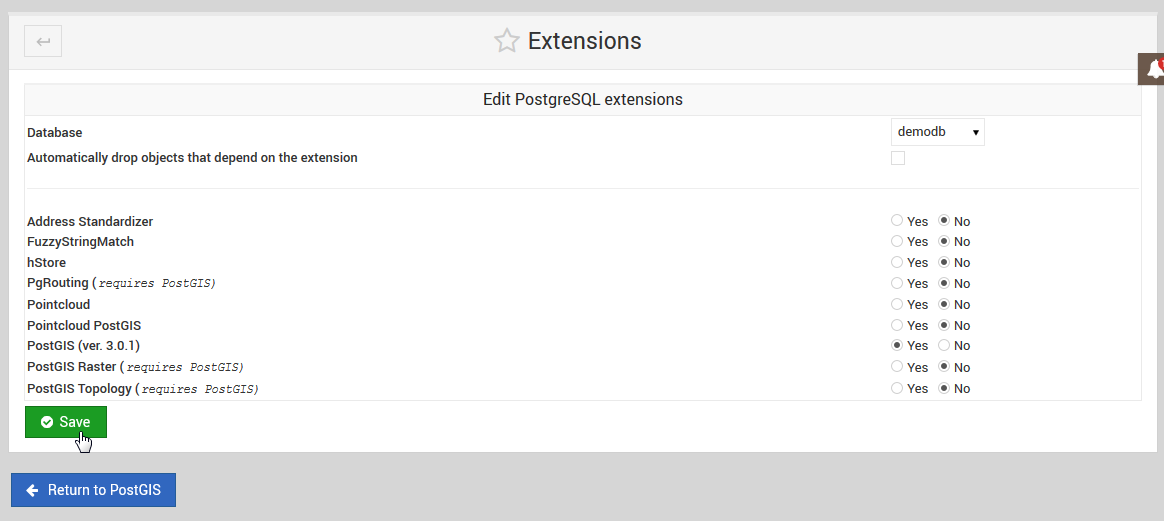 Extensions
Edit PostgreSQL extensions
Database demodb
Automatically drop objects that depend on the extension
Address Standardizer Yes No
FuzzyStringMatch Yes No
hStore Yes No
PgRouting ( requires PostGIS) Yes No
Pointcloud Yes No
Pointcloud PostGIS Yes No
PostGIS (ver. 3.0.1) Yes No
PostGIS Raster ( requires PostGIS) Yes No
PostGIS Topology ( requires PostGIS) Yes No
Save
Return to PostGIS